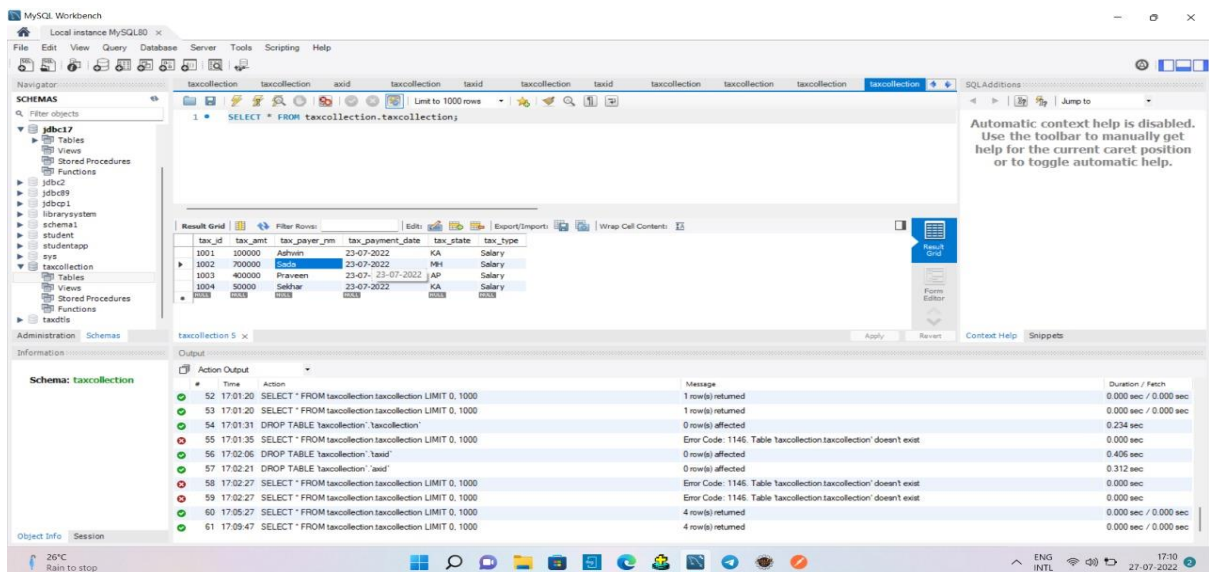 MySQL Workbench
Local instance MySQL80 ×
File Edit View Query Database Server Tools Scripting Help
Navigator
SCHEMAS
Filter objects
jdbc17
Tables
Views
Stored Procedures
Functions
jdbc2
jdbc89
jdbcp1
librarysystem
schema1
student
studentapp
sys
taxcollection
Tables
Views
Stored Procedures
Functions
taxdtls
Administration Schemas
Information
Schema: taxcollection
Object Info Session
taxcollection taxcollection axid taxcollection taxid taxcollection taxid taxcollection taxcollection taxcollection taxcollection
Limit to 1000 rows
1 SELECT * FROM taxcollection.taxcollection;
Result Grid Filter Rows: Edit: Export/Import: Wrap Cell Content:
tax_id tax_amt tax_payer_nm tax_payment_date tax_state tax_type
1001 100000 Ashwin 23-07-2022 KA Salary
1002 700000 Sada 23-07-2022 MH Salary
1003 400000 Praveen 23-07- 23-07-2022 AP Salary
1004 50000 Sekhar 23-07-2022 KA Salary
NULL NULL NULL NULL NULL NULL
Result Grid
Form Editor
taxcollection 5 × Apply Revert
SQLAdditions
Jump to
Automatic context help is disabled.
Use the toolbar to manually get
help for the current caret position
or to toggle automatic help.
Context Help Snippets
Output
Action Output
# Time Action Message Duration / Fetch
52 17:01:20 SELECT * FROM taxcollection.taxcollection LIMIT 0, 1000 1 row(s) returned 0.000 sec / 0.000 sec
53 17:01:20 SELECT * FROM taxcollection.taxcollection LIMIT 0, 1000 1 row(s) returned 0.000 sec / 0.000 sec
54 17:01:31 DROP TABLE `taxcollection`.`taxcollection` 0 row(s) affected 0.234 sec
55 17:01:35 SELECT * FROM taxcollection.taxcollection LIMIT 0, 1000 Error Code: 1146. Table 'taxcollection.taxcollection' doesn't exist 0.000 sec
56 17:02:06 DROP TABLE `taxcollection`.`taxid` 0 row(s) affected 0.406 sec
57 17:02:21 DROP TABLE `taxcollection`.`axid` 0 row(s) affected 0.312 sec
58 17:02:27 SELECT * FROM taxcollection.taxcollection LIMIT 0, 1000 Error Code: 1146. Table 'taxcollection.taxcollection' doesn't exist 0.000 sec
59 17:02:27 SELECT * FROM taxcollection.taxcollection LIMIT 0, 1000 Error Code: 1146. Table 'taxcollection.taxcollection' doesn't exist 0.000 sec
60 17:05:27 SELECT * FROM taxcollection.taxcollection LIMIT 0, 1000 4 row(s) returned 0.000 sec / 0.000 sec
61 17:09:47 SELECT * FROM taxcollection.taxcollection LIMIT 0, 1000 4 row(s) returned 0.000 sec / 0.000 sec
26°C
Rain to stop
ENG
INTL
17:10
27-07-2022
2